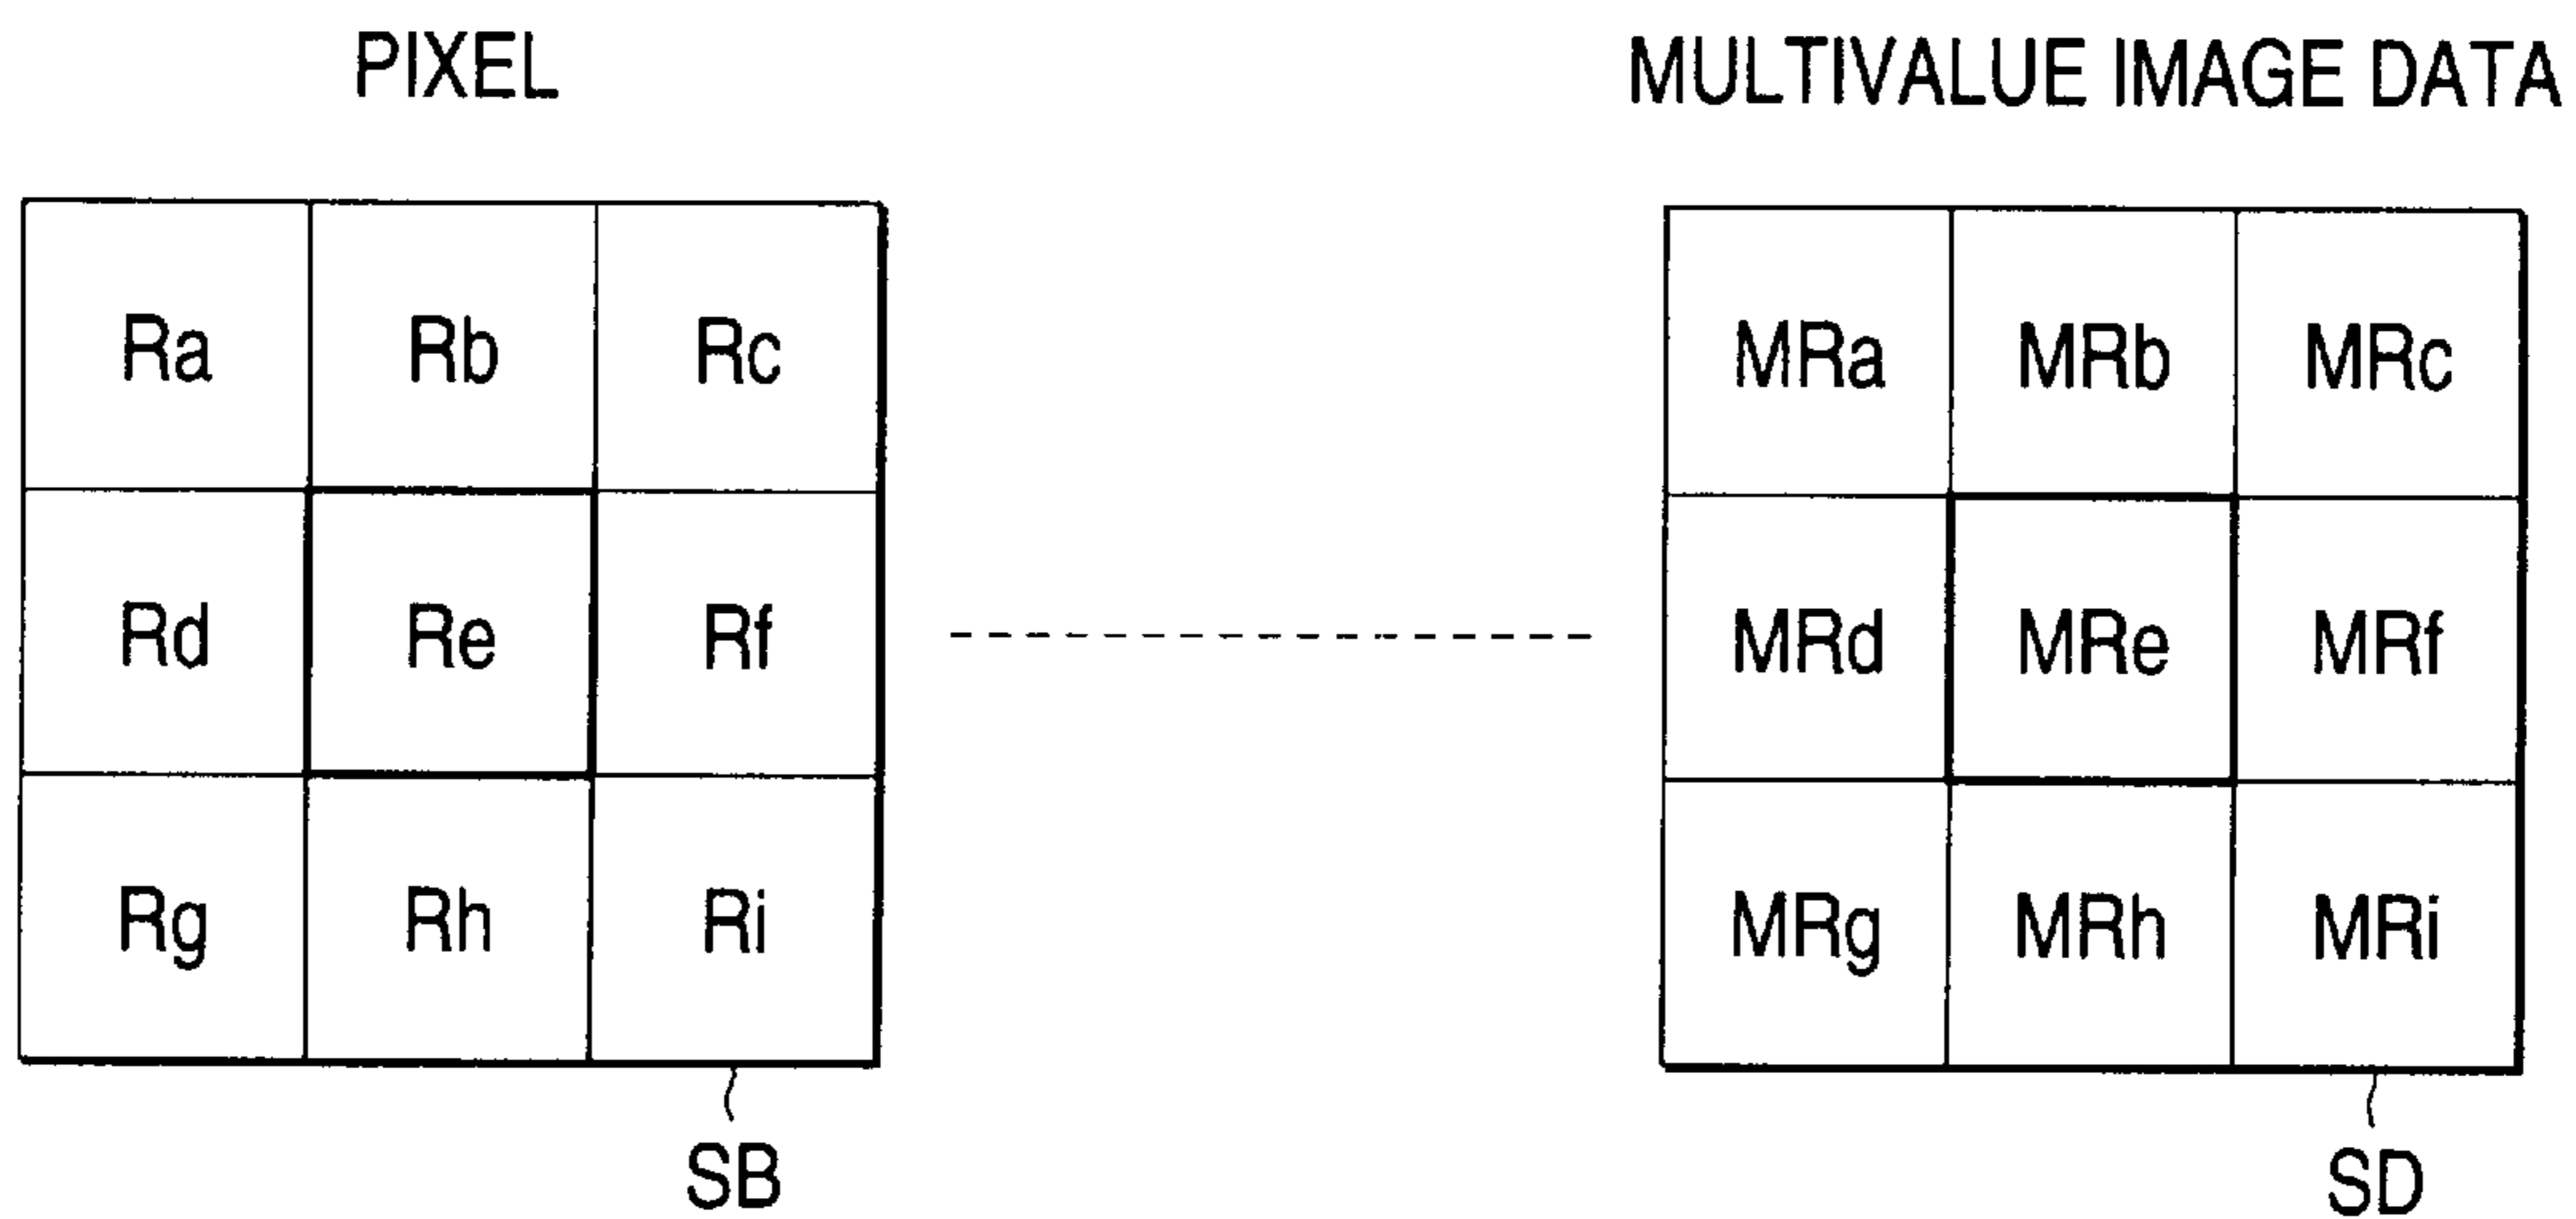 PIXEL
MULTIVALUE IMAGE DATA
Ra Rb Rc
Rd Re Rf
Rg Rh Ri
SB
MRa MRb MRc
MRd MRe MRf
MRg MRh MRi
SD